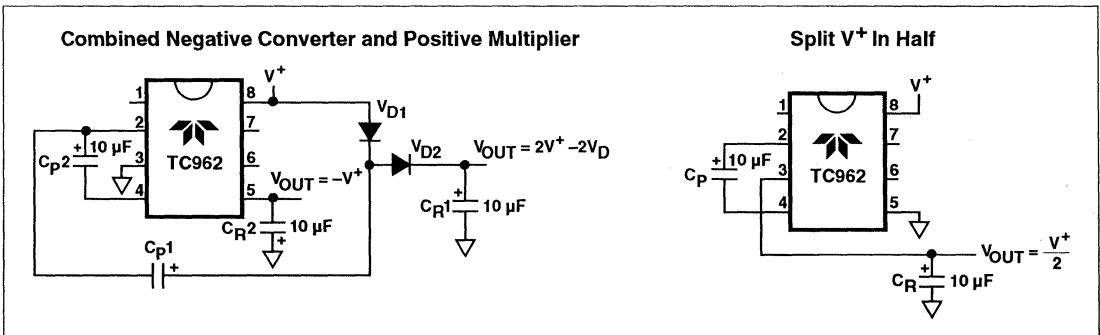 Combined Negative Converter and Positive Multiplier
V+
1
8
VD1
2
7
+ 10 µF
CP2
3
TC962
6
VD2
VOUT = 2V+ –2VD
4
5
VOUT = –V+
+
CR1
10 µF
CR2
10 µF
+
CP1
+
Split V+ In Half
V+
1
8
2
7
+ 10 µF
CP
3
TC962
6
4
5
VOUT = V+/2
+
CR
10 µF